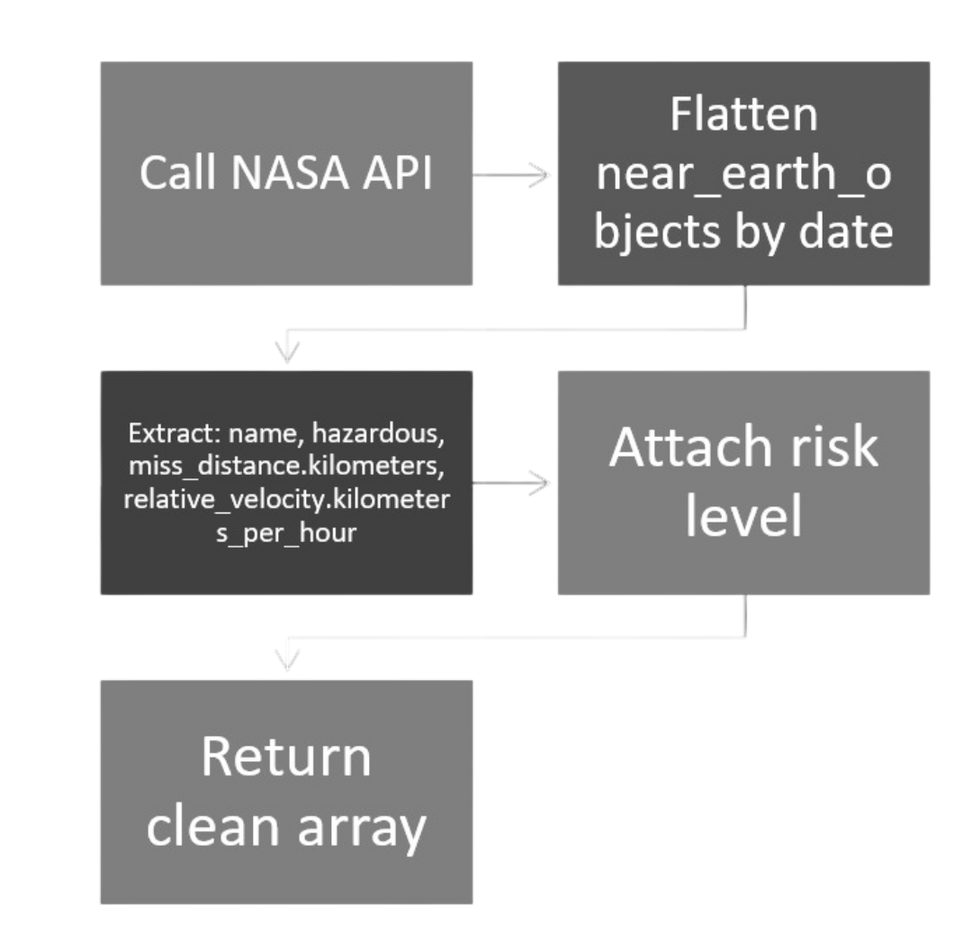 Call NASA API
Flatten
near_earth_o
bjects by date
Extract: name, hazardous,
miss_distance.kilometers,
relative_velocity.kilometer
s_per_hour
Attach risk
level
Return
clean array